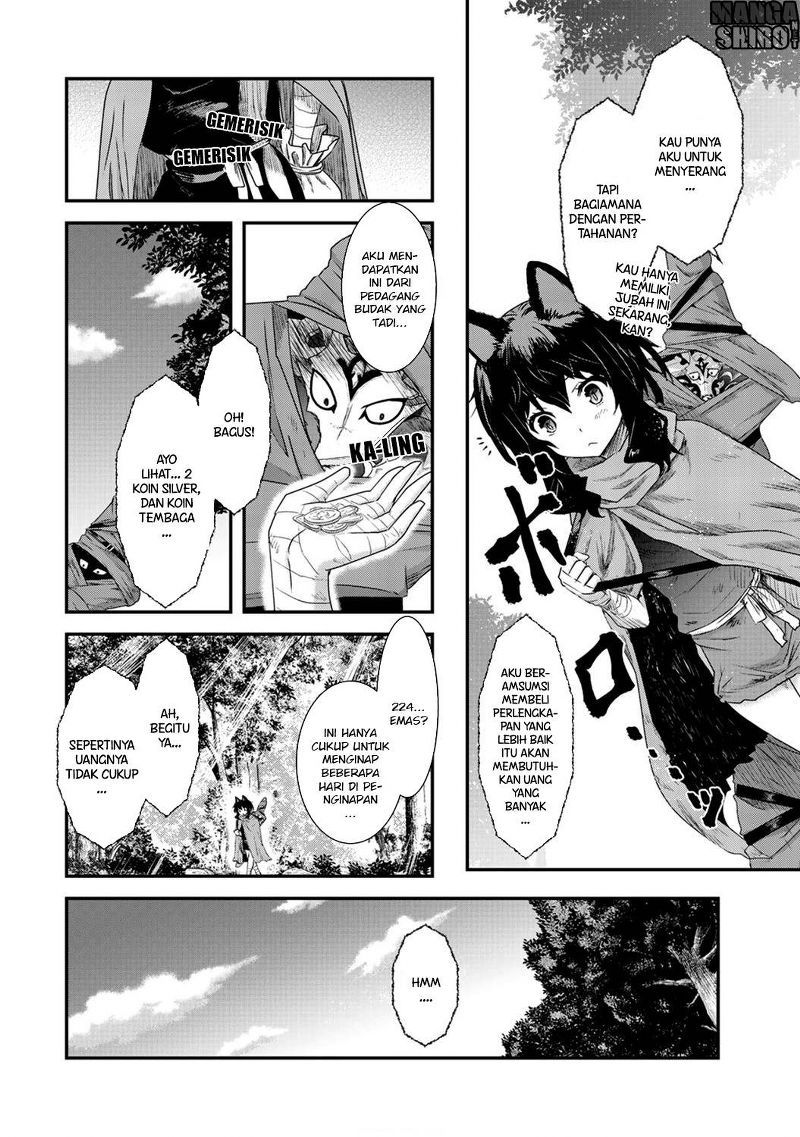 MANGA
SHIRO
NET
KAU PUNYA
AKU UNTUK
MENYERANG
...
TAPI
BAGIAMANA
DENGAN PER-
TAHANAN?
KAU HANYA
MEMILIKI
JUBAH INI
SEKARANG,
KAN?
ボロ
AKU BER-
AMSUMSI
MEMBELI
PERLENGKA-
PAN YANG
LEBIH BAIK
ITU AKAN
MEMBUTUH-
KAN UANG
YANG
BANYAK
...
GEMERISIK
GEMERISIK
AKU MEN-
DAPATKAN
INI DARI
PEDAGANG
BUDAK YANG
TADI...
KA-LING
OH!
BAGUS!
AYO
LIHAT... 2
KOIN SILVER,
DAN KOIN
TEMBAGA
...
224...
EMAS?
INI HANYA
CUKUP UNTUK
MENGINAP
BEBERAPA
HARI DI PE-
NGINAPAN
...
AH,
BEGITU
YA...
SEPERTINYA
UANGNYA
TIDAK CUKUP
...
HMM
....